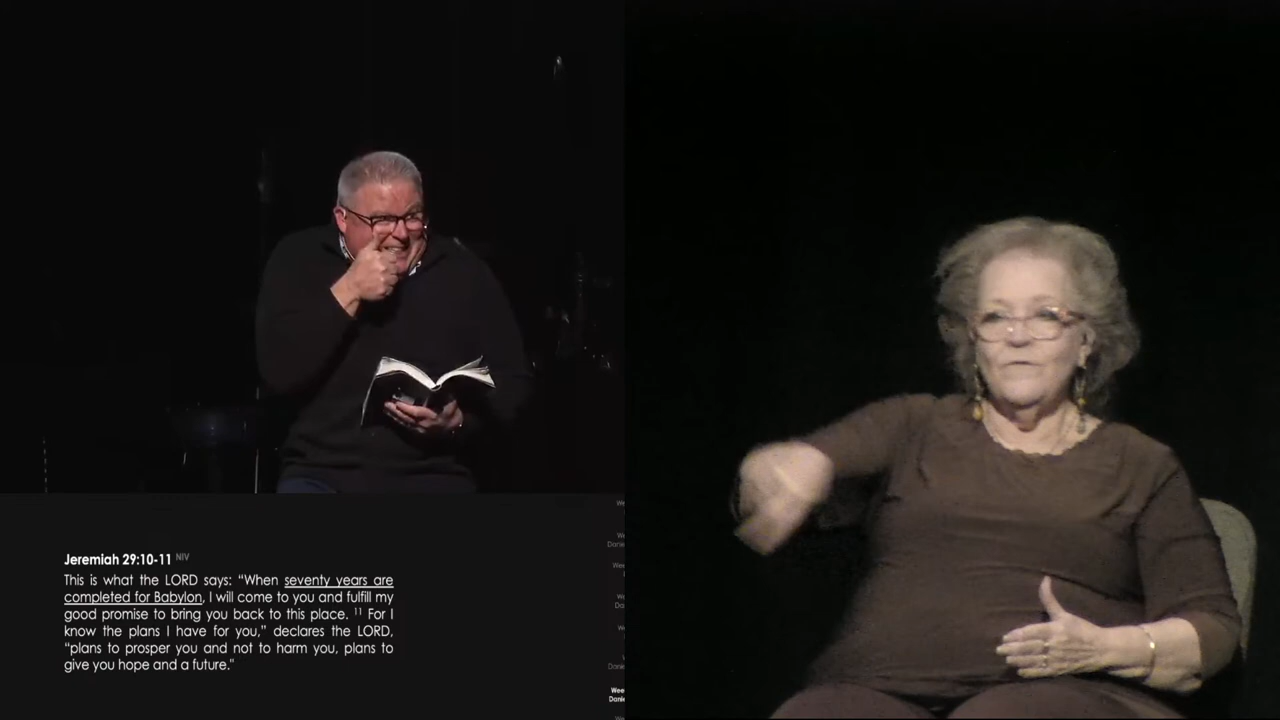 Jeremiah 29:10-11 NIV
This is what the LORD says: “When seventy years are
completed for Babylon, I will come to you and fulfill my
good promise to bring you back to this place. ¹¹ For I
know the plans I have for you,” declares the LORD,
“plans to prosper you and not to harm you, plans to
give you hope and a future.”